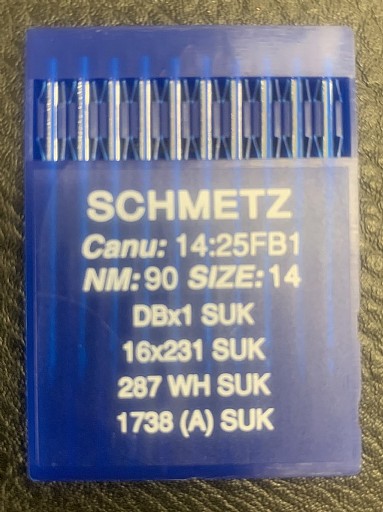 SCHMETZ
Canu: 14:25FB1
NM: 90 SIZE: 14
DBx1 SUK
16x231 SUK
287 WH SUK
1738 (A) SUK